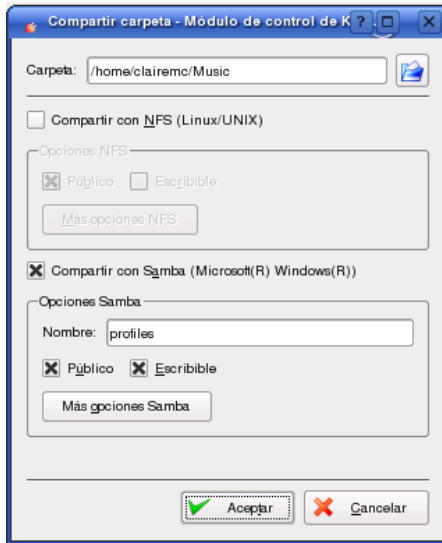 Compartir carpeta - Módulo de control de K
Carpeta: /home/clairemc/Music
Compartir con NFS (Linux/UNIX)
Opciones NFS
Público Escribible
Más opciones NFS
Compartir con Samba (Microsoft(R) Windows(R))
Opciones Samba
Nombre: profiles
Público Escribible
Más opciones Samba
Aceptar Cancelar